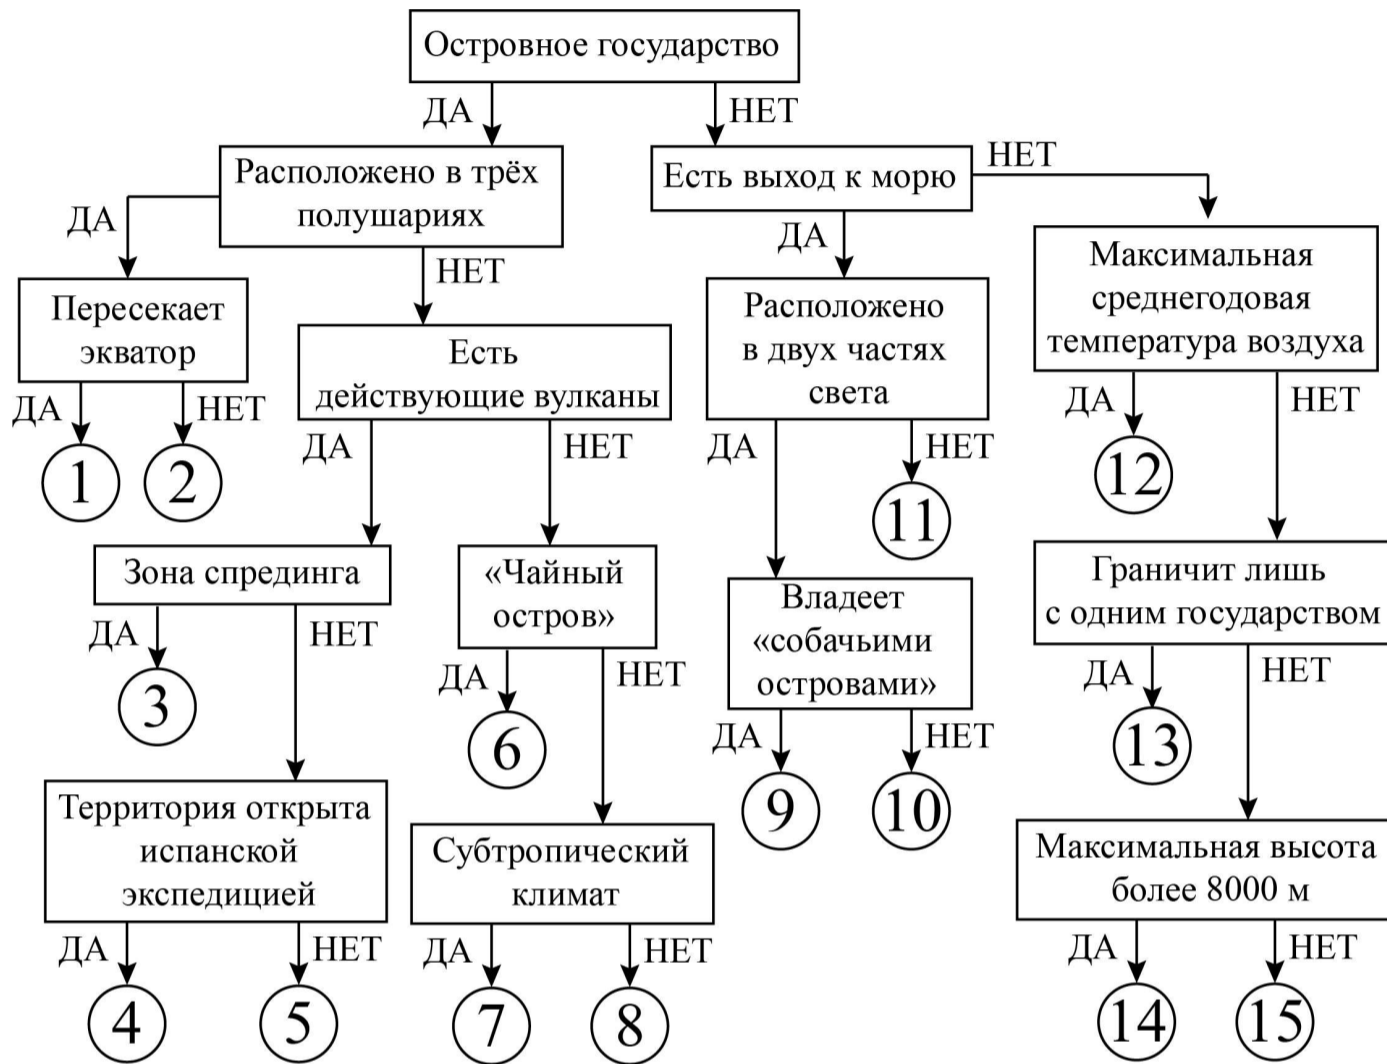 Островное государство
ДА
НЕТ
Расположено в трёх
полушариях
Есть выход к морю
НЕТ
ДА
НЕТ
ДА
Пересекает
экватор
Есть
действующие вулканы
Расположено
в двух частях
света
Максимальная
среднегодовая
температура воздуха
ДА
НЕТ
ДА
НЕТ
ДА
НЕТ
ДА
НЕТ
1
2
11
12
Зона спрединга
«Чайный
остров»
Владеет
«собачьими
островами»
Граничит лишь
с одним государством
ДА
НЕТ
ДА
НЕТ
ДА
НЕТ
ДА
НЕТ
3
6
9
10
13
Территория открыта
испанской
экспедицией
Субтропический
климат
Максимальная высота
более 8000 м
ДА
НЕТ
ДА
НЕТ
ДА
НЕТ
4
5
7
8
14
15